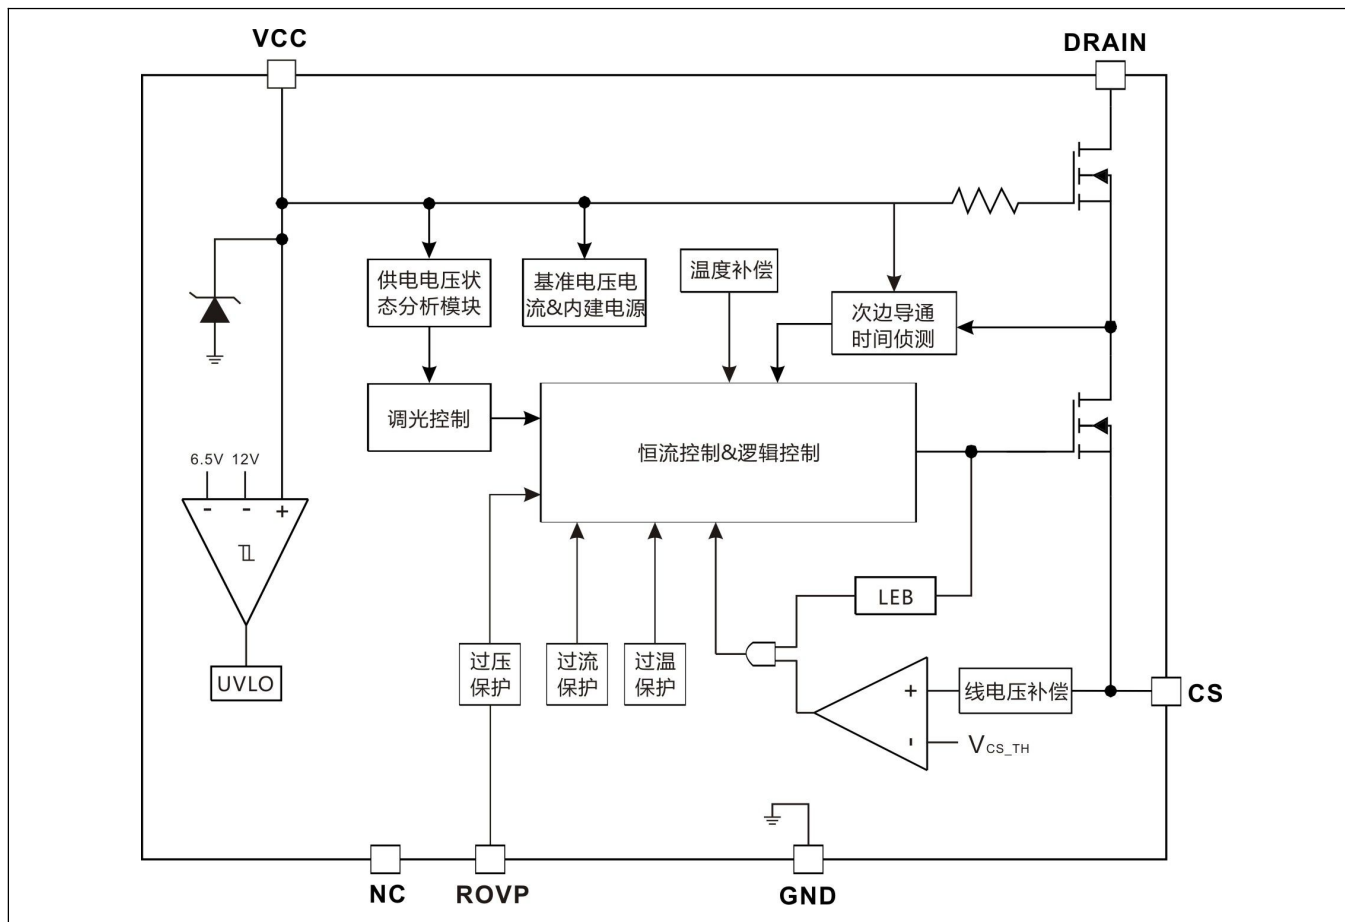 VCC
DRAIN
供电电压状
态分析模块
基准电压电
流&内建电源
温度补偿
次边导通
时间侦测
调光控制
恒流控制&逻辑控制
6.5V 12V
- - +
LEB
过压
保护
过流
保护
过温
保护
UVLO
+
线电压补偿
CS
-
VCS_TH
NC
ROVP
GND